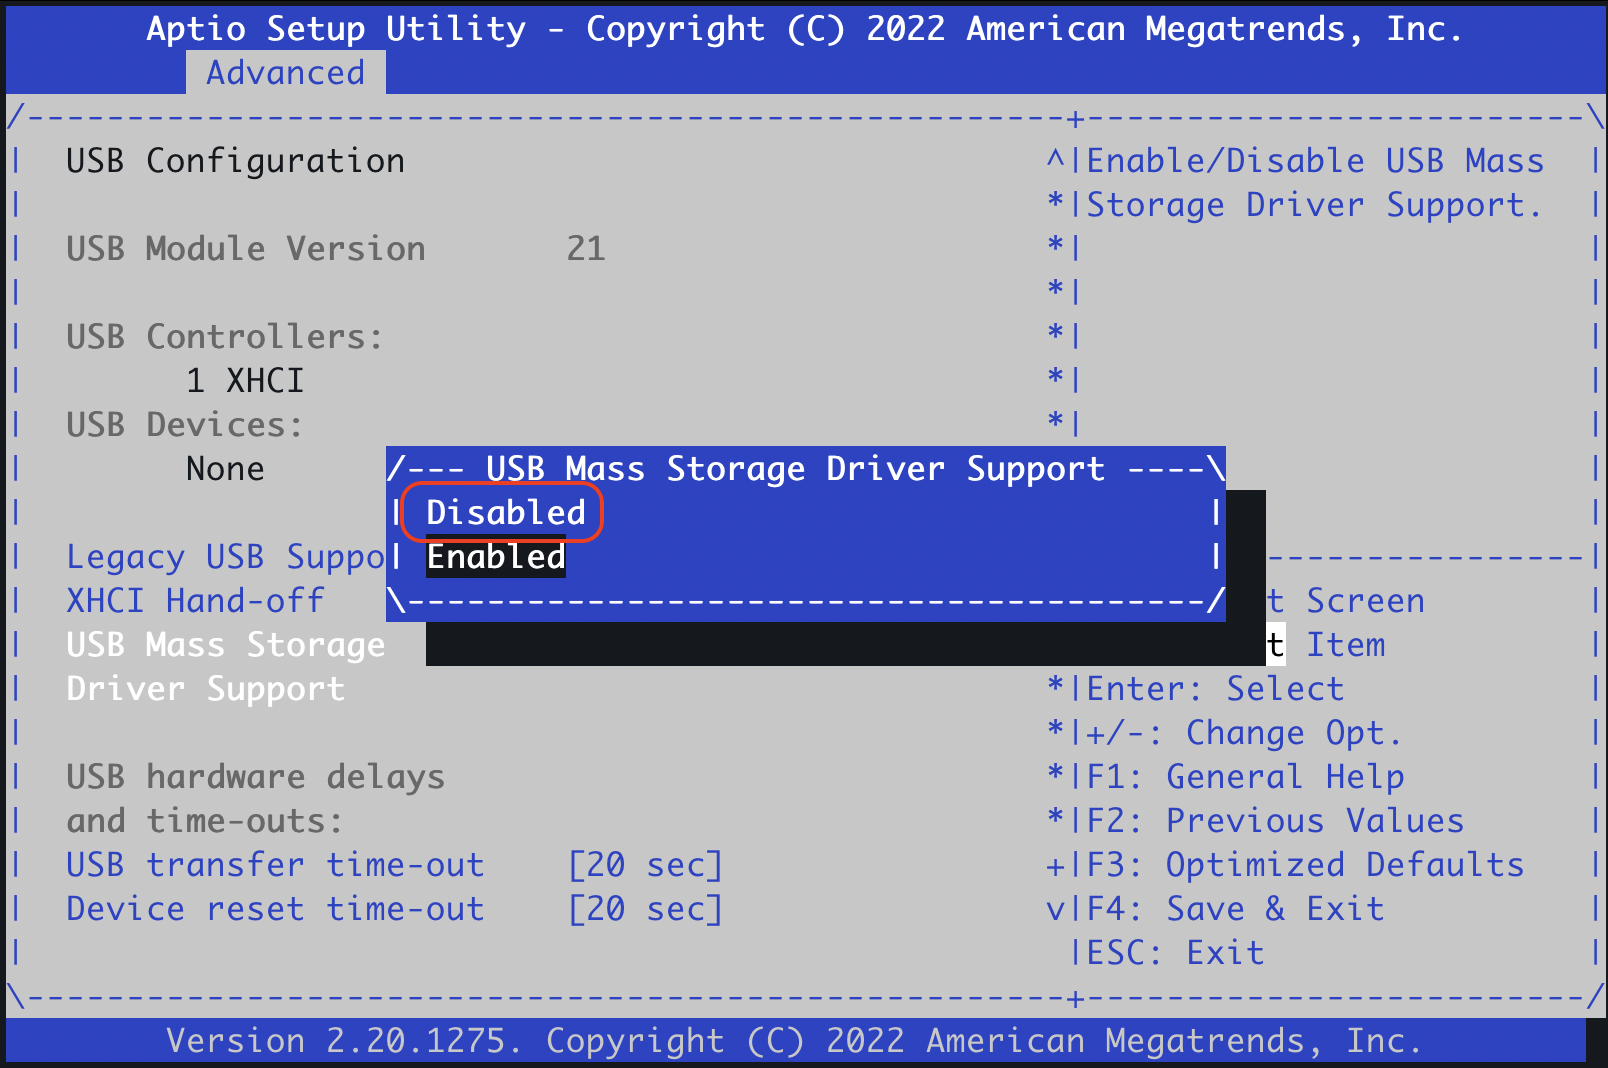 Aptio Setup Utility - Copyright (C) 2022 American Megatrends, Inc.
Advanced
/----------------------------------------------------+-------------------------\
| USB Configuration ^|Enable/Disable USB Mass |
| *|Storage Driver Support. |
| USB Module Version 21 *| |
| *| |
| USB Controllers: *| |
| 1 XHCI *| |
| USB Devices: *| |
| None /--- USB Mass Storage Driver Support ----\ |
| | Disabled | |
| Legacy USB Suppo| Enabled | ----------------|
| XHCI Hand-off \----------------------------------------/ t Screen |
| USB Mass Storage t Item |
| Driver Support *|Enter: Select |
| *|+/-: Change Opt. |
| USB hardware delays *|F1: General Help |
| and time-outs: *|F2: Previous Values |
| USB transfer time-out [20 sec] +|F3: Optimized Defaults |
| Device reset time-out [20 sec] v|F4: Save & Exit |
| |ESC: Exit |
\----------------------------------------------------+-------------------------/
Version 2.20.1275. Copyright (C) 2022 American Megatrends, Inc.